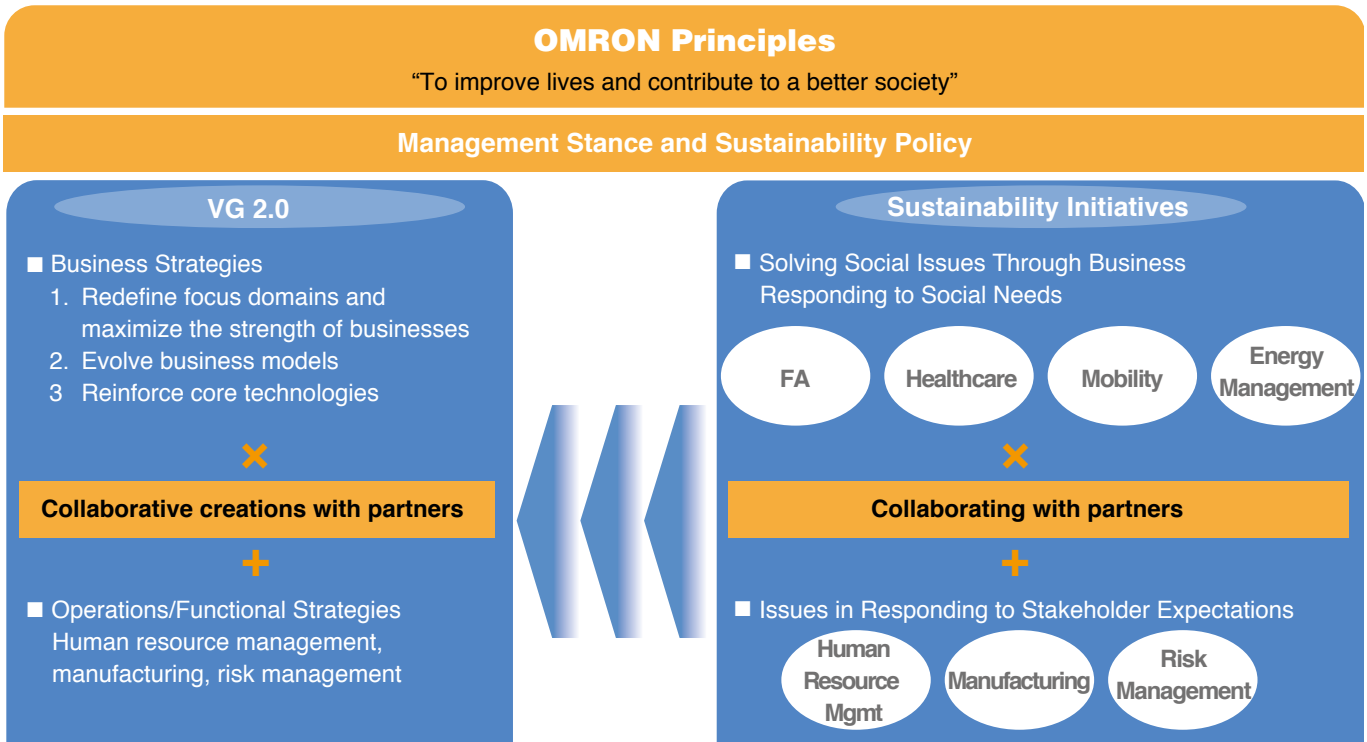 OMRON Principles
“To improve lives and contribute to a better society”
Management Stance and Sustainability Policy
VG 2.0
■ Business Strategies
1. Redefine focus domains and
maximize the strength of businesses
2. Evolve business models
3 Reinforce core technologies
×
Collaborative creations with partners
+
■ Operations/Functional Strategies
Human resource management,
manufacturing, risk management
Sustainability Initiatives
■ Solving Social Issues Through Business
Responding to Social Needs
FA
Healthcare
Mobility
Energy
Management
×
Collaborating with partners
+
■ Issues in Responding to Stakeholder Expectations
Human
Resource
Mgmt
Manufacturing
Risk
Management